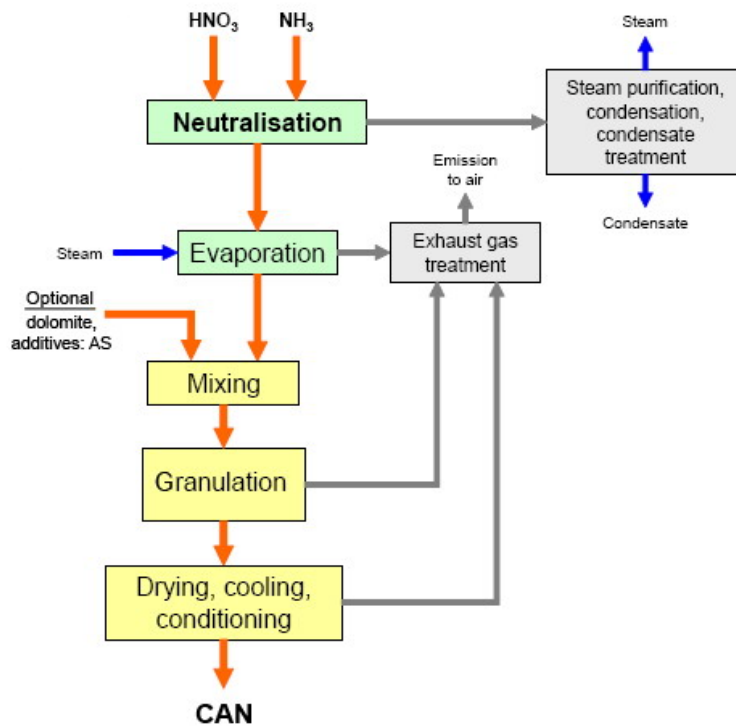 HNO₃
NH₃
Steam
Neutralisation
Steam purification,
condensation,
condensate
treatment
Emission
to air
Condensate
Steam
Evaporation
Exhaust gas
treatment
Optional
dolomite,
additives: AS
Mixing
Granulation
Drying, cooling,
conditioning
CAN